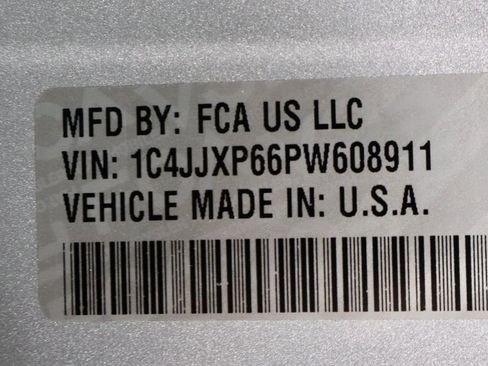 MFD BY: FCA US LLC
VIN: 1C4JJXP66PW608911
VEHICLE MADE IN: U.S.A.